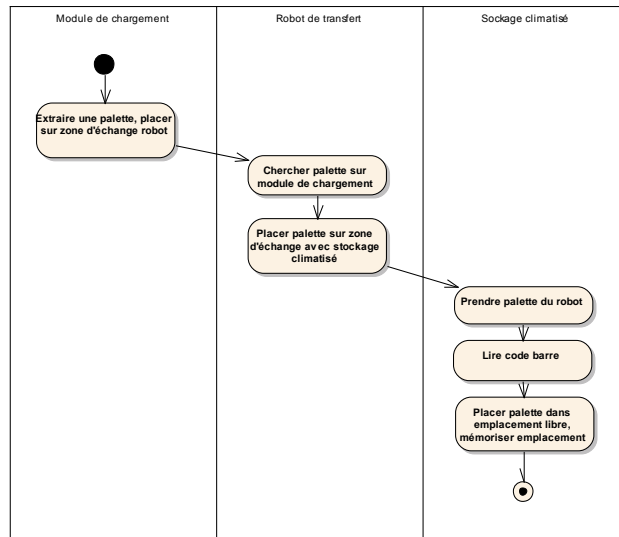 Module de chargement
Robot de transfert
Sockage climatisé
Extraire une palette, placer
sur zone d'échange robot
Chercher palette sur
module de chargement
Placer palette sur zone
d'échange avec stockage
climatisé
Prendre palette du robot
Lire code barre
Placer palette dans
emplacement libre,
mémoriser emplacement